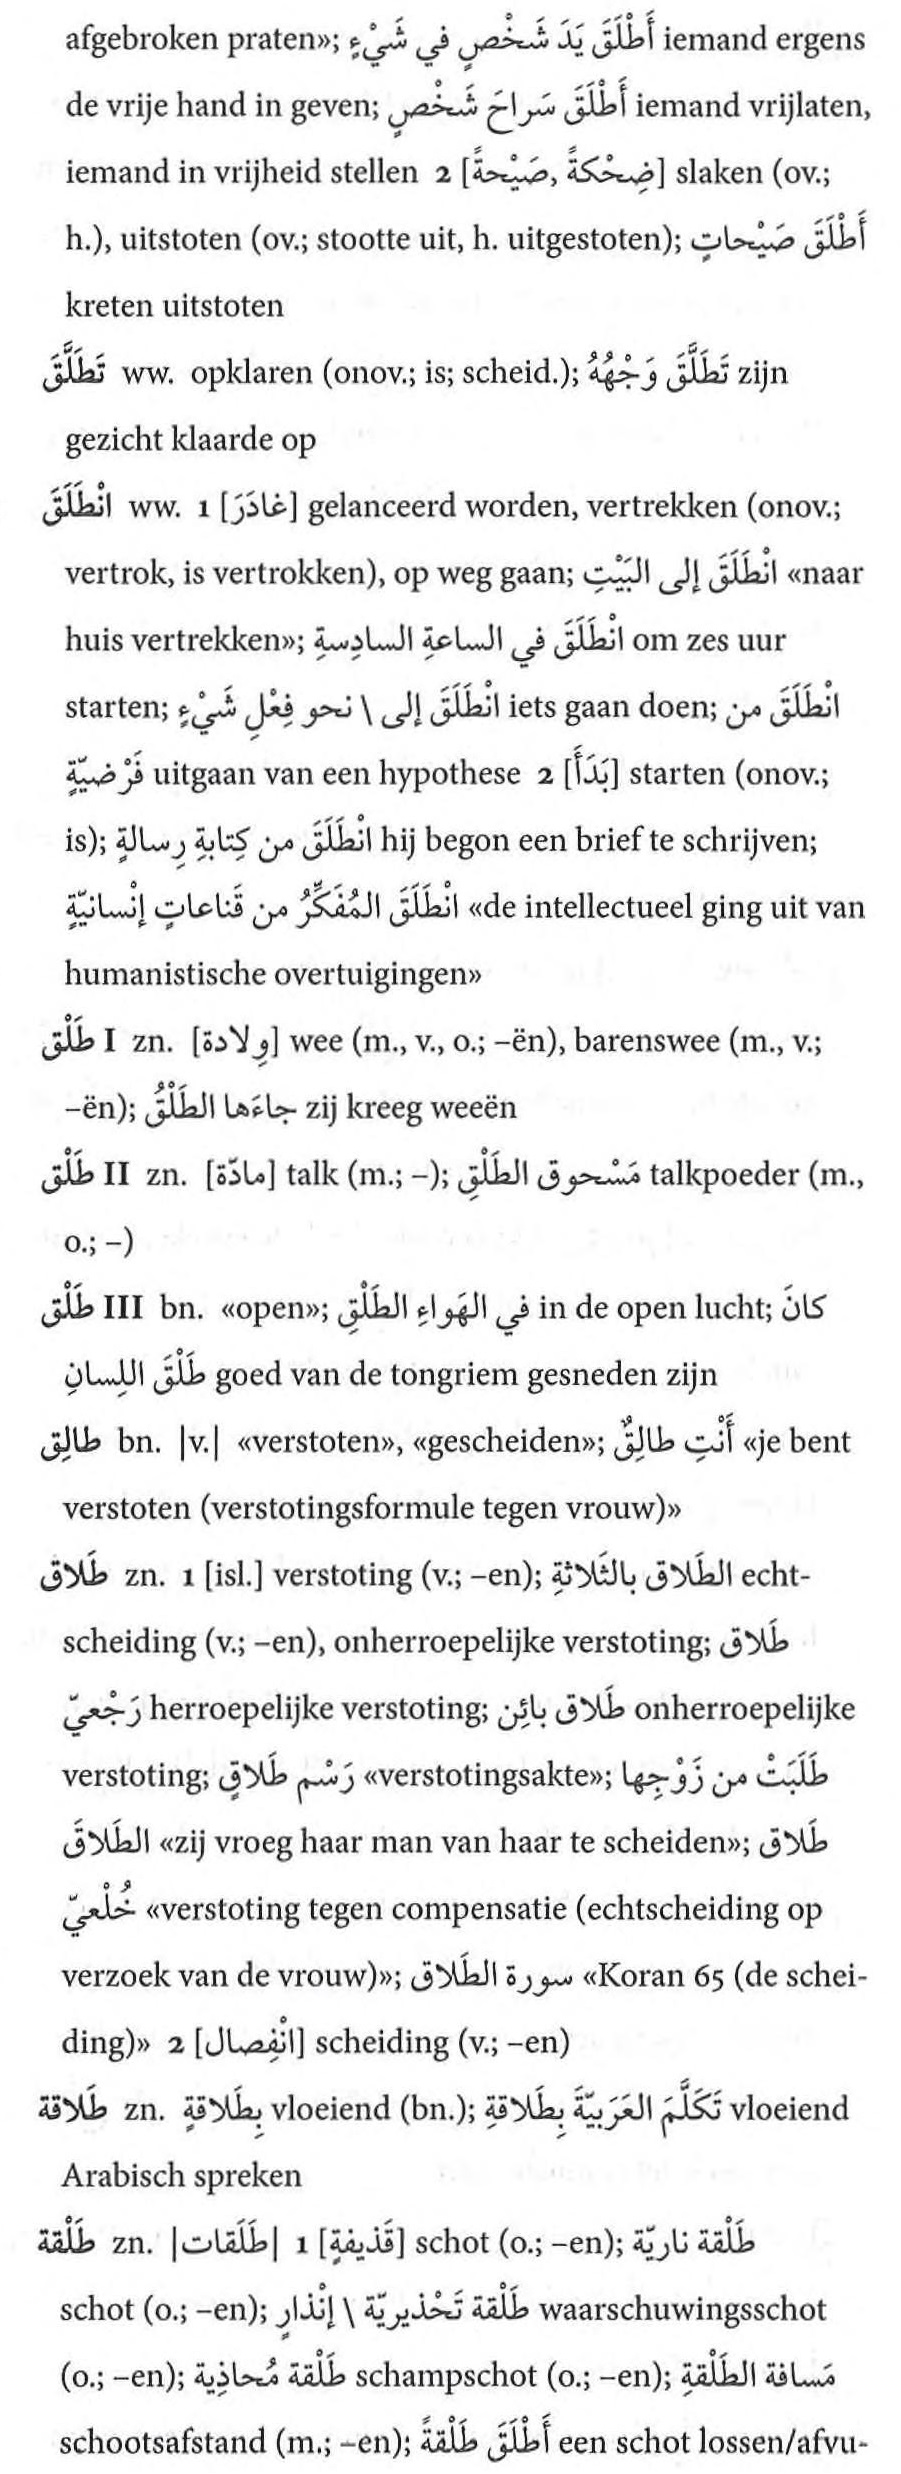 afgebroken praten»; أَطْلَقَ يَدَ شَخْصٍ في شَيْءٍ iemand ergens
de vrije hand in geven; أَطْلَقَ سَراحَ شَخْصٍ iemand vrijlaten,
iemand in vrijheid stellen 2 [ضِحْكةً, صَيْحةً] slaken (ov.;
h.), uitstoten (ov.; stootte uit, h. uitgestoten); أَطْلَقَ صَيْحاتٍ
kreten uitstoten
تَطَلَّقَ ww. opklaren (onov.; is; scheid.); تَطَلَّقَ وَجْهُهُ zijn
gezicht klaarde op
انْطَلَقَ ww. 1 [غادَرَ] gelanceerd worden, vertrekken (onov.;
vertrok, is vertrokken), op weg gaan; انْطَلَقَ إلى البَيْتِ «naar
huis vertrekken»; انْطَلَقَ في الساعةِ السادِسةِ om zes uur
starten; انْطَلَقَ إلى \ نحو فِعْلِ شَيْءٍ iets gaan doen; انْطَلَقَ من
فَرْضيّةٍ uitgaan van een hypothese 2 [بَدَأَ] starten (onov.;
is); انْطَلَقَ من كِتابةِ رِسالةٍ hij begon een brief te schrijven;
انْطَلَقَ المُفَكِّرُ من قَناعاتٍ إنْسانيّةٍ «de intellectueel ging uit van
humanistische overtuigingen»
طَلْق I zn. [وِلادة] wee (m., v., o.; –ën), barenswee (m., v.;
–ën); جاءَها الطَلْقُ zij kreeg weeën
طَلْق II zn. [مادّة] talk (m.; –); مَسْحوق الطَلْقِ talkpoeder (m.,
o.; –)
طَلْق III bn. «open»; في الهَواءِ الطَلْقِ in de open lucht; كانَ
طَلْقَ اللِسانِ goed van de tongriem gesneden zijn
طالِق bn. |v.| «verstoten», «gescheiden»; أَنْتِ طالِقٌ «je bent
verstoten (verstotingsformule tegen vrouw)»
طَلاق zn. 1 [isl.] verstoting (v.; –en); الطَلاق بالثَلاثةِ echt-
scheiding (v.; –en), onherroepelijke verstoting; طَلاق
رَجْعيّ herroepelijke verstoting; طَلاق بائِن onherroepelijke
verstoting; رَسْم طَلاقٍ «verstotingsakte»; طَلَبَتْ من زَوْجِها
الطَلاقَ «zij vroeg haar man van haar te scheiden»; طَلاق
خُلْعيّ «verstoting tegen compensatie (echtscheiding op
verzoek van de vrouw)»; سورة الطَلاقِ «Koran 65 (de schei-
ding)» 2 [انْفِصال] scheiding (v.; –en)
طَلاقة zn. بِطَلاقةٍ vloeiend (bn.); تَكَلَّمَ العَرَبيّةَ بِطَلاقةٍ vloeiend
Arabisch spreken
طَلْقة zn. |طَلَقات| 1 [قَذيفةٍ] schot (o.; –en); طَلْقة ناريّة
schot (o.; –en); طَلْقة تَحْذيريّة \ إنْذارٍ waarschuwingsschot
(o.; –en); طَلْقة مُحاذِية schampschot (o.; –en); مَسافة الطَلْقةِ
schootsafstand (m.; –en); أَطْلَقَ طَلْقةً een schot lossen/afvu-